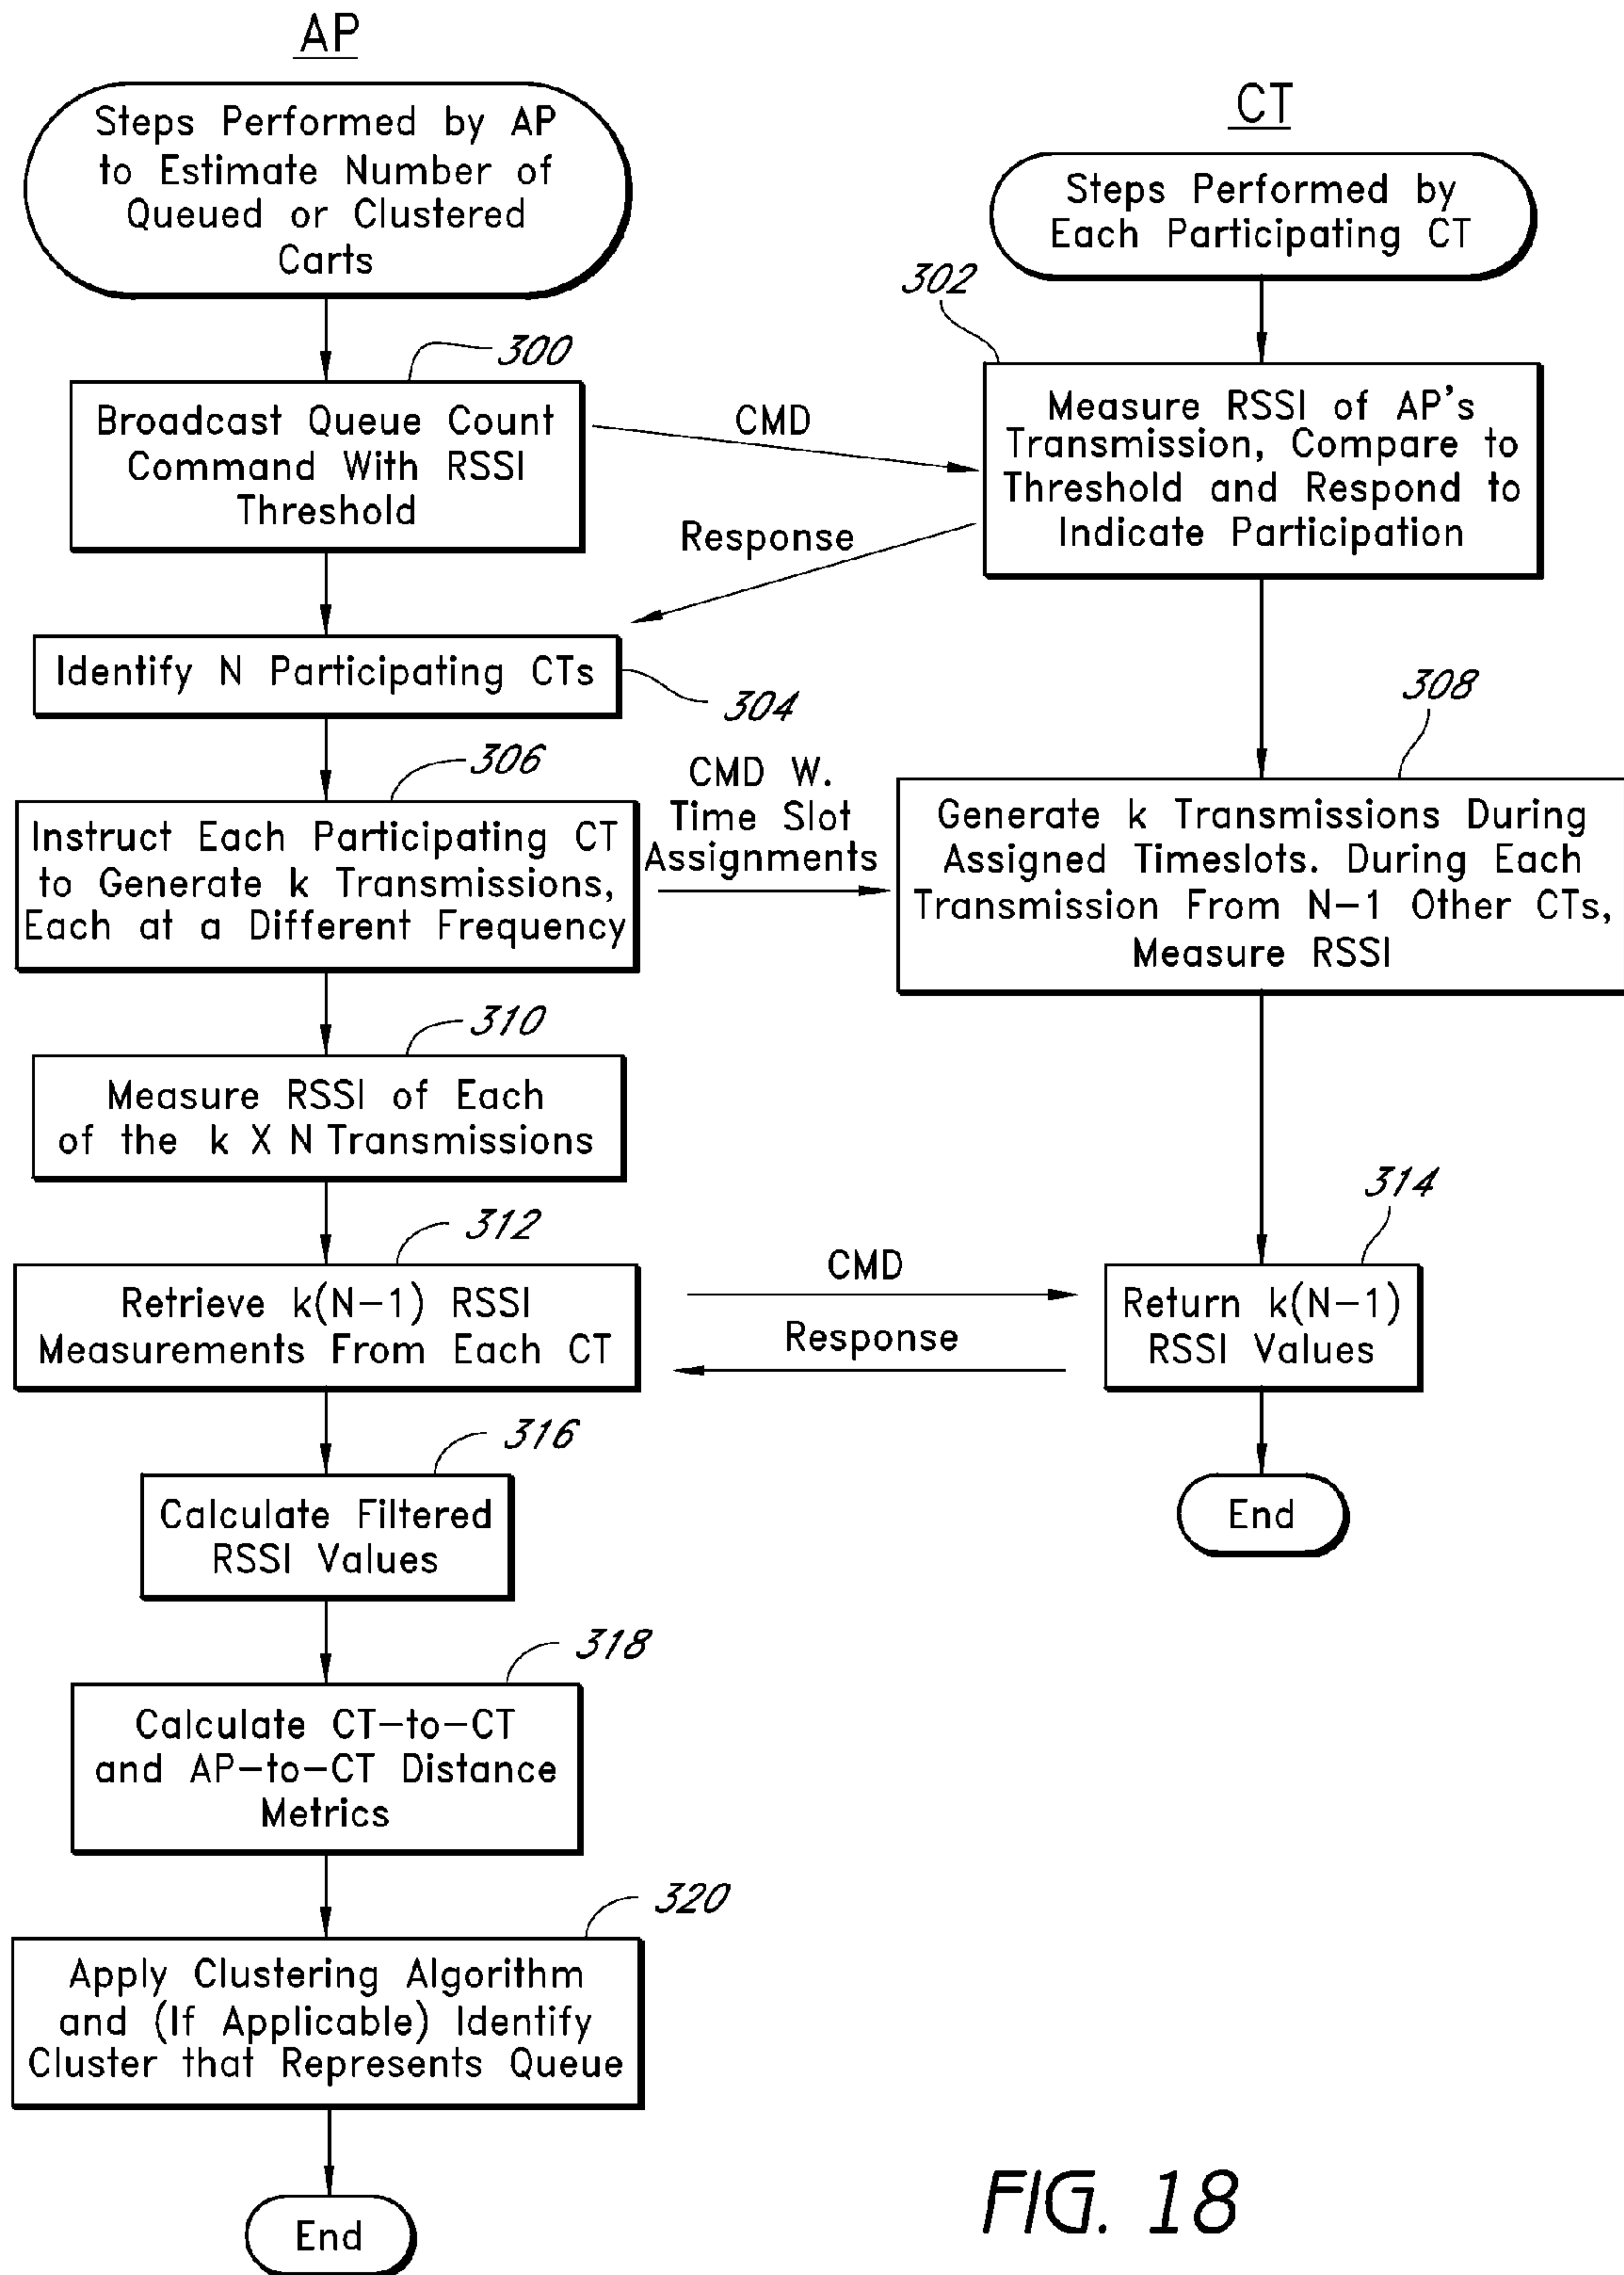 AP
Steps Performed by AP
to Estimate Number of
Queued or Clustered
Carts
CT
Steps Performed by
Each Participating CT
300
Broadcast Queue Count
Command With RSSI
Threshold
CMD
302
Measure RSSI of AP's
Transmission, Compare to
Threshold and Respond to
Indicate Participation
Response
Identify N Participating CTs
304
306
Instruct Each Participating CT
to Generate k Transmissions,
Each at a Different Frequency
CMD W.
Time Slot
Assignments
308
Generate k Transmissions During
Assigned Timeslots. During Each
Transmission From N-1 Other CTs,
Measure RSSI
310
Measure RSSI of Each
of the k X N Transmissions
312
Retrieve k(N-1) RSSI
Measurements From Each CT
CMD
Response
314
Return k(N-1)
RSSI Values
End
316
Calculate Filtered
RSSI Values
318
Calculate CT-to-CT
and AP-to-CT Distance
Metrics
320
Apply Clustering Algorithm
and (If Applicable) Identify
Cluster that Represents Queue
End
FIG. 18